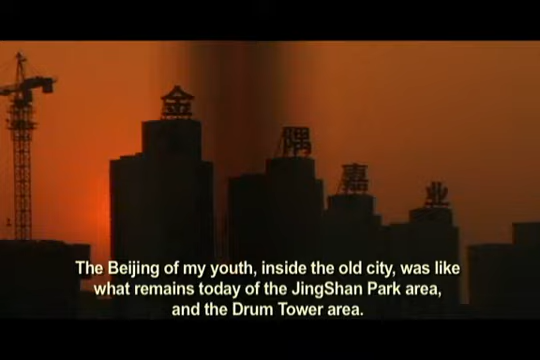 金隅嘉业
The Beijing of my youth, inside the old city, was like
what remains today of the JingShan Park area,
and the Drum Tower area.